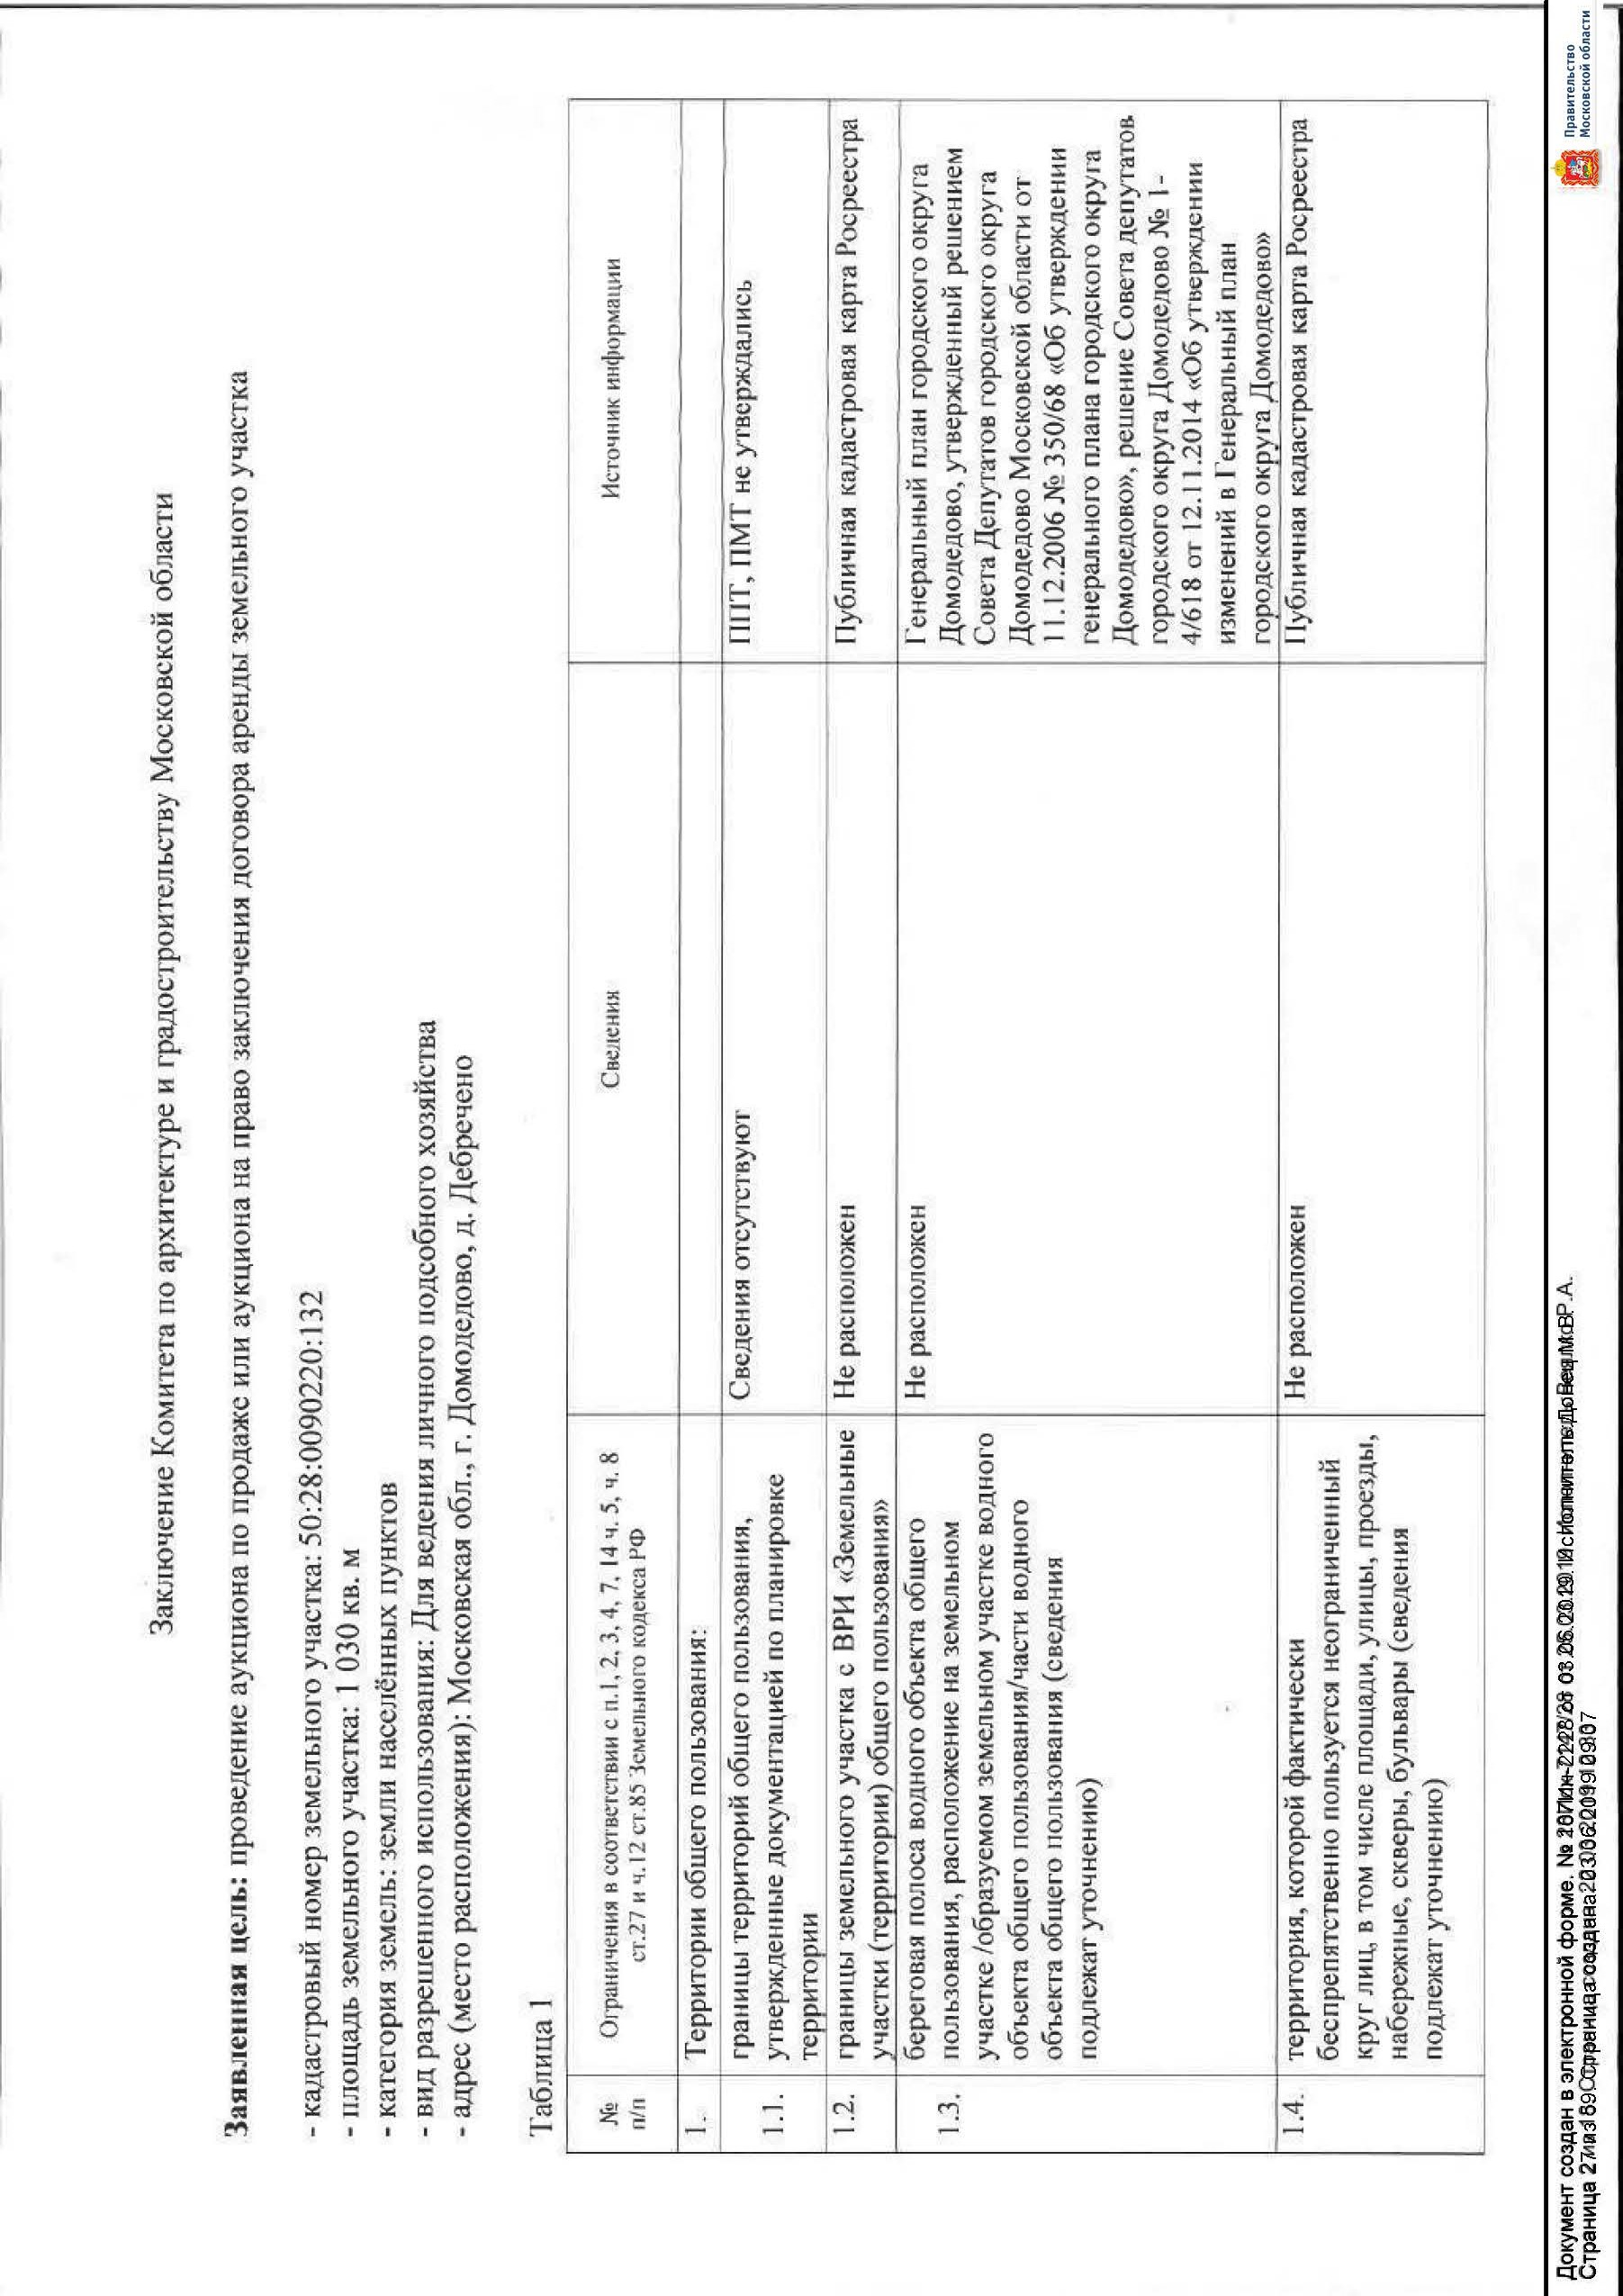 Заключение Комитета по архитектуре и градостроительству Московской области
Заявленная цель: проведение аукциона по продаже или аукциона на право заключения договора аренды земельного участка
- кадастровый номер земельного участка: 50:28:0090220:132
- площадь земельного участка: 1 030 кв. м
- категория земель: земли населённых пунктов
- вид разрешенного использования: Для ведения личного подсобного хозяйства
- адрес (место расположения): Московская обл., г. Домодедово, д. Дебречено
Таблица 1
№
п/п
Ограничения в соответствии с п.1, 2, 3, 4, 7, 14 ч. 5, ч. 8
ст.27 и ч.12 ст.85 Земельного кодекса РФ
Сведения
Источник информации
1.
Территории общего пользования:
1.1.
границы территорий общего пользования,
утвержденные документацией по планировке
территории
Сведения отсутствуют
ППТ, ПМТ не утверждались
1.2.
границы земельного участка с ВРИ «Земельные
участки (территории) общего пользования»
Не расположен
Публичная кадастровая карта Росреестра
1.3.
береговая полоса водного объекта общего
пользования, расположение на земельном
участке /образуемом земельном участке водного
объекта общего пользования/части водного
объекта общего пользования (сведения
подлежат уточнению)
Не расположен
Генеральный план городского округа
Домодедово, утвержденный решением
Совета Депутатов городского округа
Домодедово Московской области от
11.12.2006 № 350/68 «Об утверждении
генерального плана городского округа
Домодедово», решение Совета депутатов
городского округа Домодедово № 1-
4/618 от 12.11.2014 «Об утверждении
изменений в Генеральный план
городского округа Домодедово»
1.4.
территория, которой фактически
беспрепятственно пользуется неограниченный
круг лиц, в том числе площади, улицы, проезды,
набережные, скверы, бульвары (сведения
подлежат уточнению)
Не расположен
Публичная кадастровая карта Росреестра
Документ создан в электронной форме. №
Страница
Правительство
Московской области